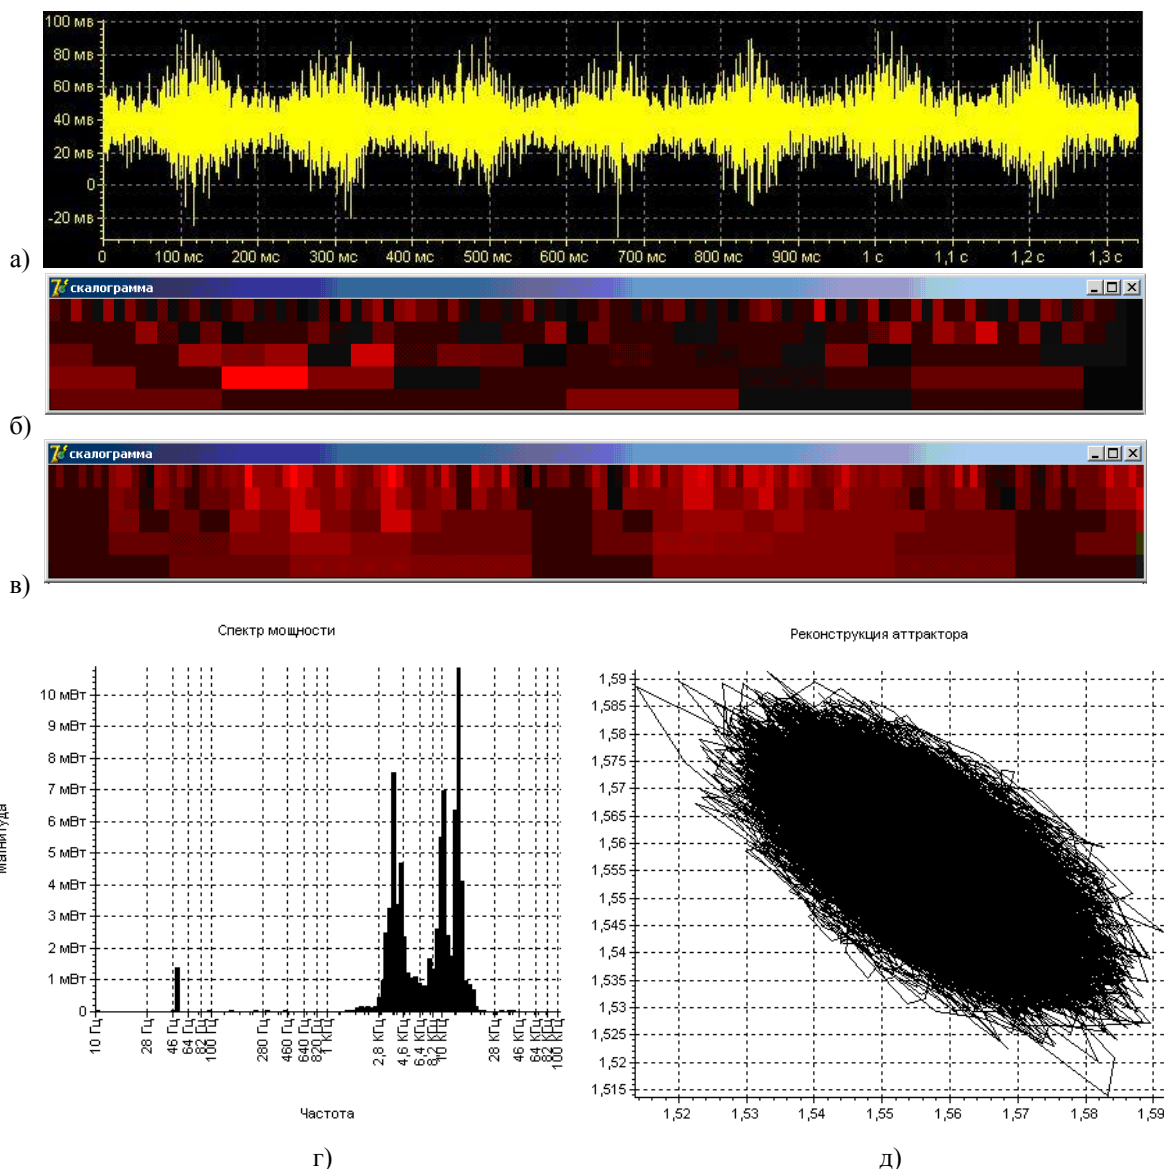 100 мв
80 мв
60 мв
40 мв
20 мв
0
-20 мв
0 100 мс 200 мс 300 мс 400 мс 500 мс 600 мс 700 мс 800 мс 900 мс 1 с 1,1 с 1,2 с 1,3 с
а)
скалограмма
б)
скалограмма
в)
Спектр мощности
10 мВт
9 мВт
8 мВт
7 мВт
6 мВт
5 мВт
4 мВт
3 мВт
2 мВт
1 мВт
0
Магнитуда
10 Гц 28 Гц 46 Гц 64 Гц 82 Гц 100 Гц 280 Гц 460 Гц 640 Гц 820 Гц 1 КГц 2,8 КГц 4,6 КГц 6,4 КГц 8,2 КГц 10 КГц 28 КГц 46 КГц 64 КГц 82 КГц 100 КГц
Частота
г)
Реконструкция аттрактора
1,59
1,585
1,58
1,575
1,57
1,565
1,56
1,555
1,55
1,545
1,54
1,535
1,53
1,525
1,52
1,515
1,52 1,53 1,54 1,55 1,56 1,57 1,58 1,59
д)